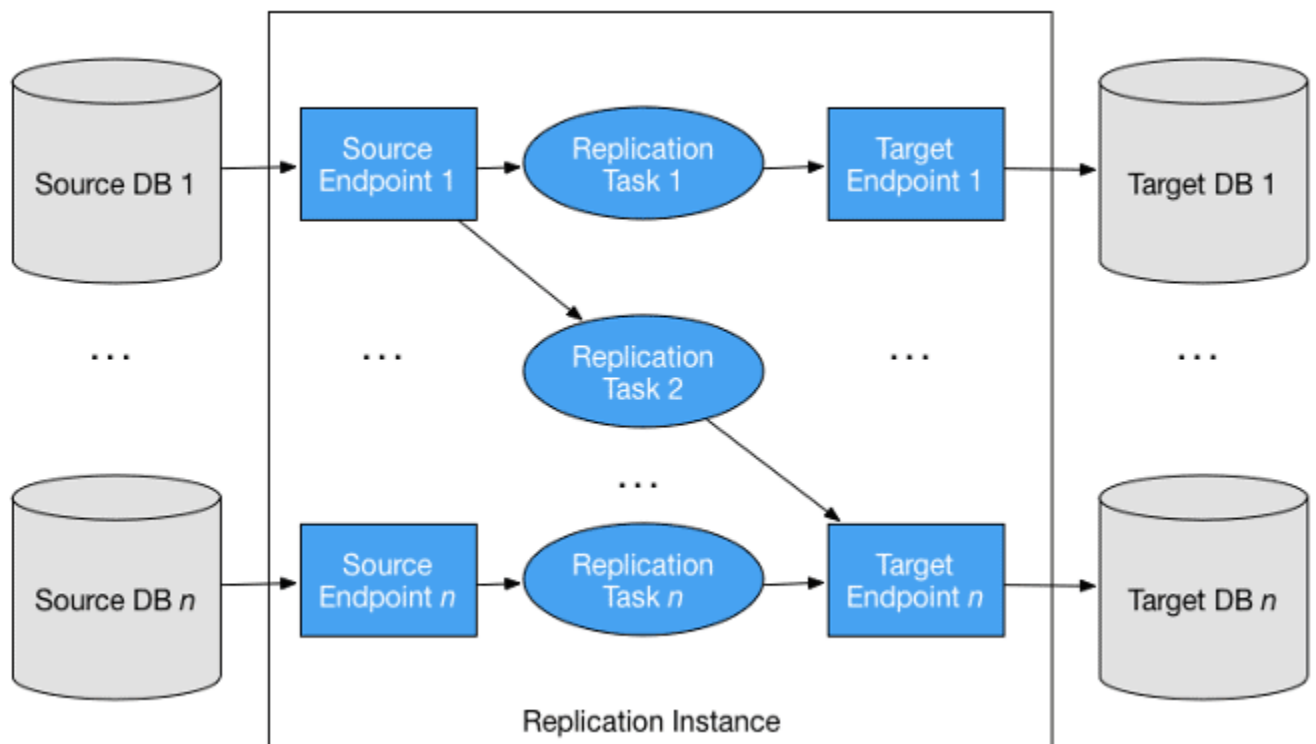 Source DB 1
Source
Endpoint 1
Replication
Task 1
Target
Endpoint 1
Target DB 1
...
...
Replication
Task 2
...
...
...
Source DB n
Source
Endpoint n
Replication
Task n
Target
Endpoint n
Target DB n
Replication Instance